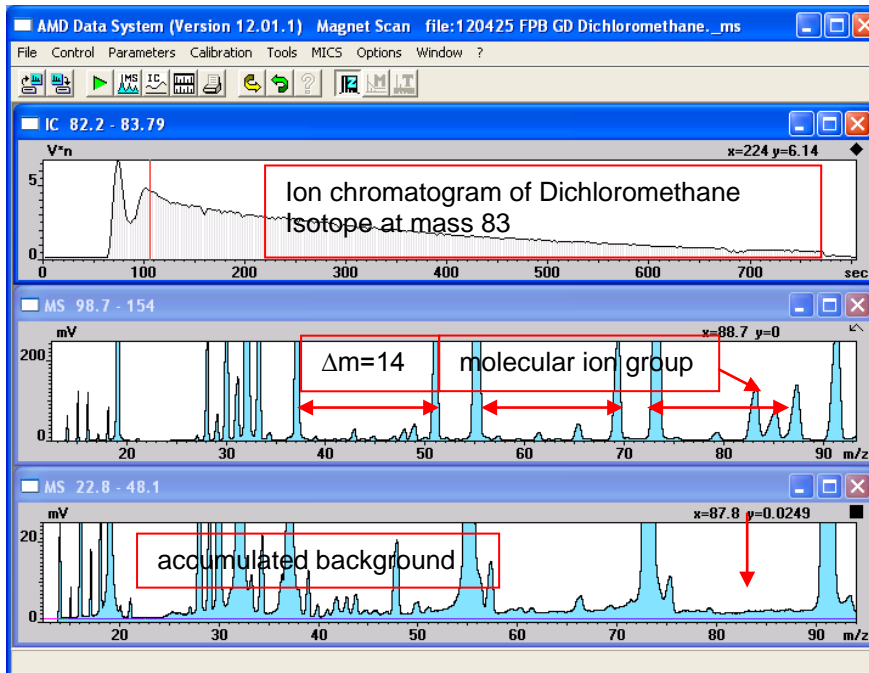 AMD Data System (Version 12.01.1) Magnet Scan file:120425 FPB GD Dichloromethane._ms
File Control Parameters Calibration Tools MICS Options Window ?
MS IC M T
IC 82.2 - 83.79
V*n x=224 y=6.14
5
Ion chromatogram of Dichloromethane
Isotope at mass 83
0
0 100 200 300 400 500 600 700 sec
MS 98.7 - 154
mV x=88.7 y=0
200
Δm=14 molecular ion group
0
20 30 40 50 60 70 80 90 m/z
MS 22.8 - 48.1
mV x=87.8 y=0.0249
20
accumulated background
0
20 30 40 50 60 70 80 90 m/z